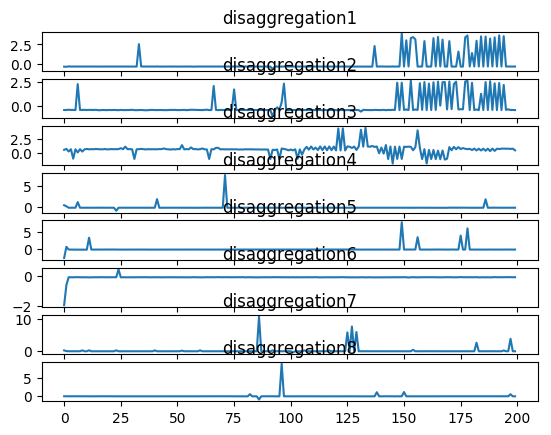 disaggregation1
2.5
0.0
disaggregation2
2.5
0.0
disaggregation3
2.5
0.0
disaggregation4
5
0
disaggregation5
5
0
disaggregation6
0
−2
disaggregation7
10
0
disaggregation8
5
0
0 25 50 75 100 125 150 175 200